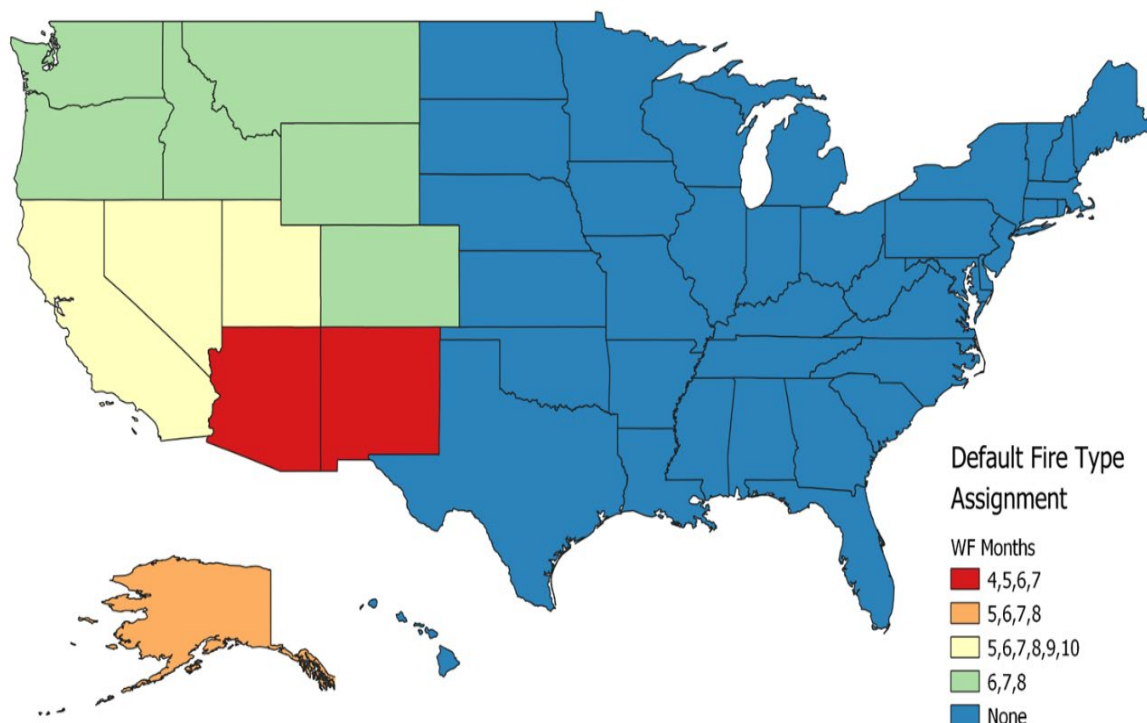 Default Fire Type
Assignment
WF Months
4,5,6,7
5,6,7,8
5,6,7,8,9,10
6,7,8
None